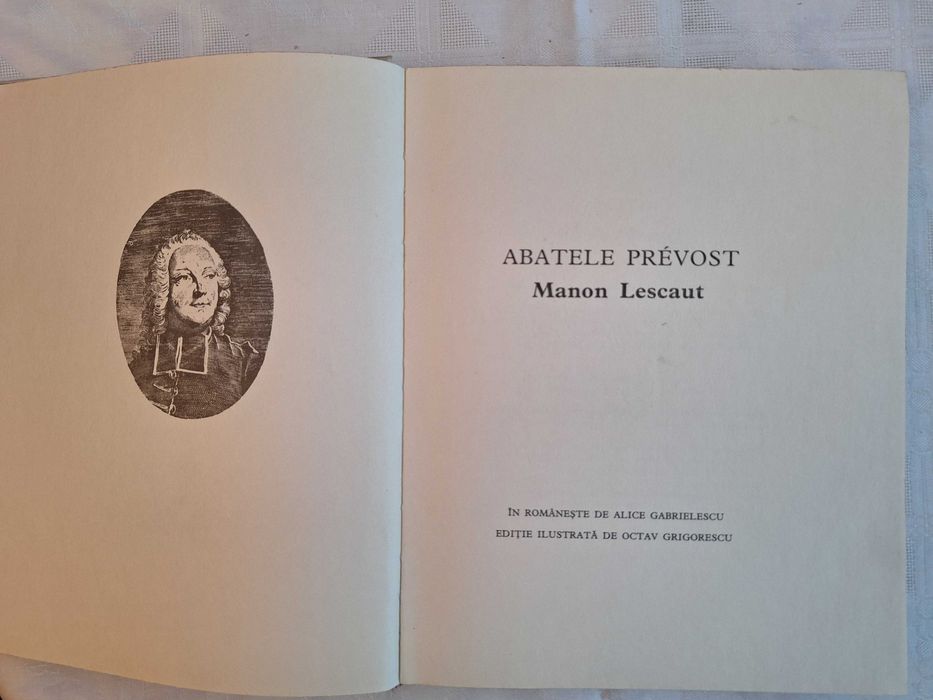 ABATELE PRÉVOST
Manon Lescaut
ÎN ROMÂNEȘTE DE ALICE GABRIELESCU
EDIȚIE ILUSTRATĂ DE OCTAV GRIGORESCU